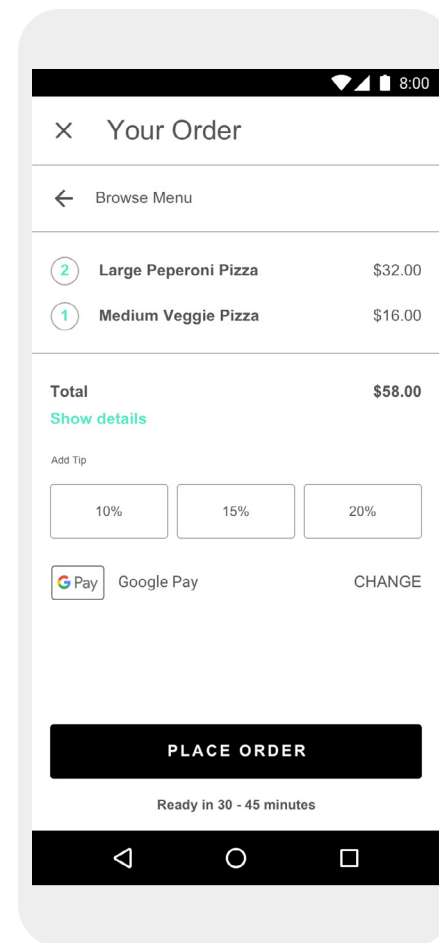 8:00
Your Order
Browse Menu
2 Large Peperoni Pizza $32.00
1 Medium Veggie Pizza $16.00
Total $58.00
Show details
Add Tip
10% 15% 20%
G Pay Google Pay CHANGE
PLACE ORDER
Ready in 30 - 45 minutes